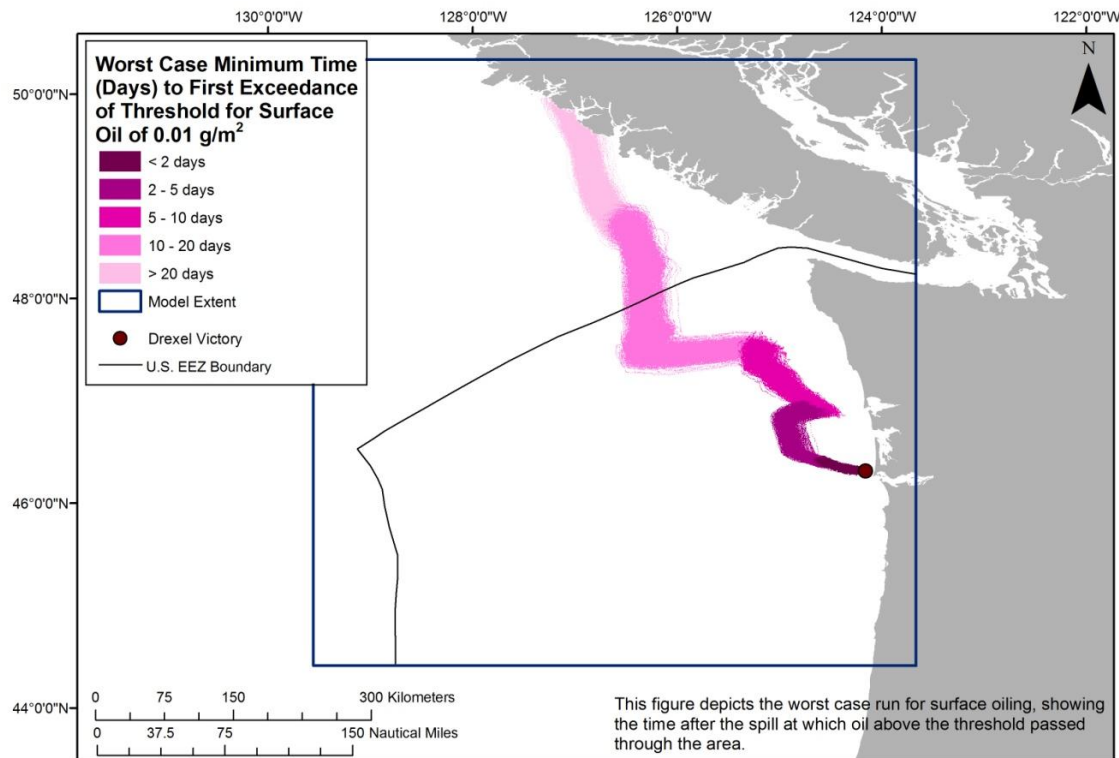 130°0'0"W
128°0'0"W
126°0'0"W
124°0'0"W
122°0'0"W
N
Worst Case Minimum Time
(Days) to First Exceedance
of Threshold for Surface
Oil of 0.01 g/m²
< 2 days
2 - 5 days
5 - 10 days
10 - 20 days
> 20 days
Model Extent
Drexel Victory
U.S. EEZ Boundary
50°0'0"N
48°0'0"N
46°0'0"N
44°0'0"N
0 75 150 300 Kilometers
0 37.5 75 150 Nautical Miles
This figure depicts the worst case run for surface oiling, showing
the time after the spill at which oil above the threshold passed
through the area.